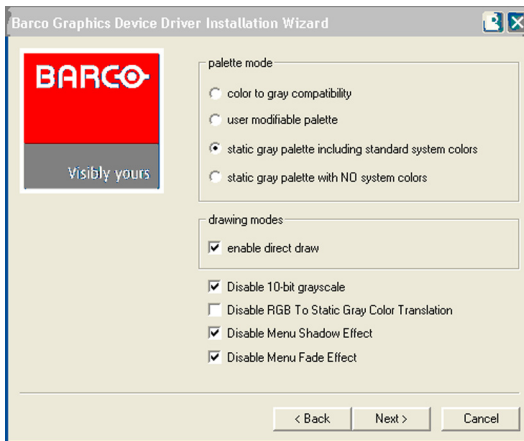 Barco Graphics Device Driver Installation Wizard
BARCO
Visibly yours
palette mode
color to gray compatibility
user modifiable palette
static gray palette including standard system colors
static gray palette with NO system colors
drawing modes
enable direct draw
Disable 10-bit grayscale
Disable RGB To Static Gray Color Translation
Disable Menu Shadow Effect
Disable Menu Fade Effect
< Back
Next >
Cancel